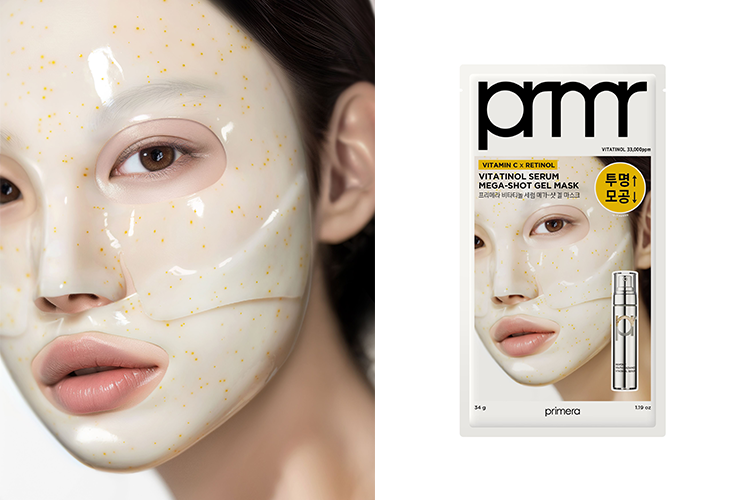 prmr
VITATINOL 33,000ppm
VITAMIN C x RETINOL
VITATINOL SERUM
MEGA-SHOT GEL MASK
프리메라 비타티놀 세럼 메가-샷 겔 마스크
투명↑
모공↓
pr
34 g
primera
1.19 oz